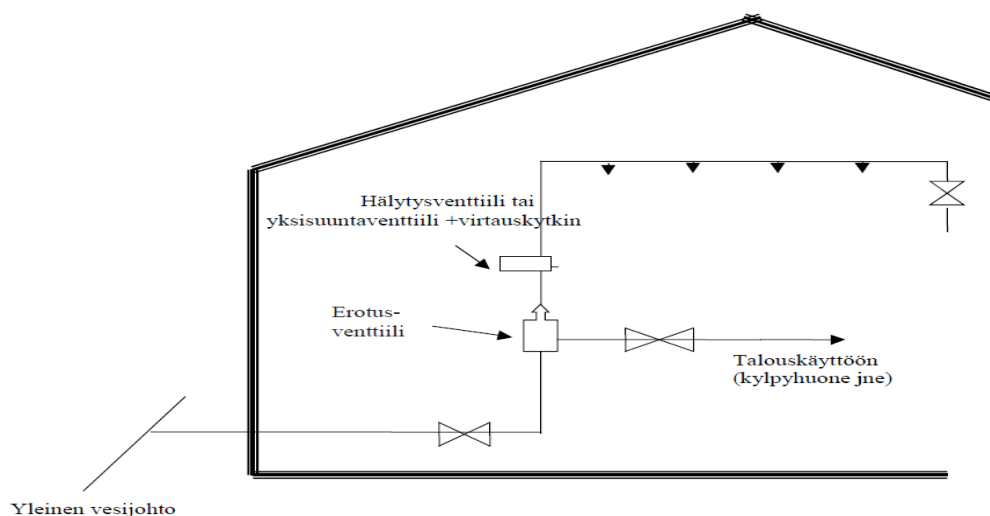 Hälytysventtiili tai
yksisuuntaventtiili +virtauskytkin
Erotus-
venttiili
Talouskäyttöön
(kylpyhuone jne)
Yleinen vesijohto